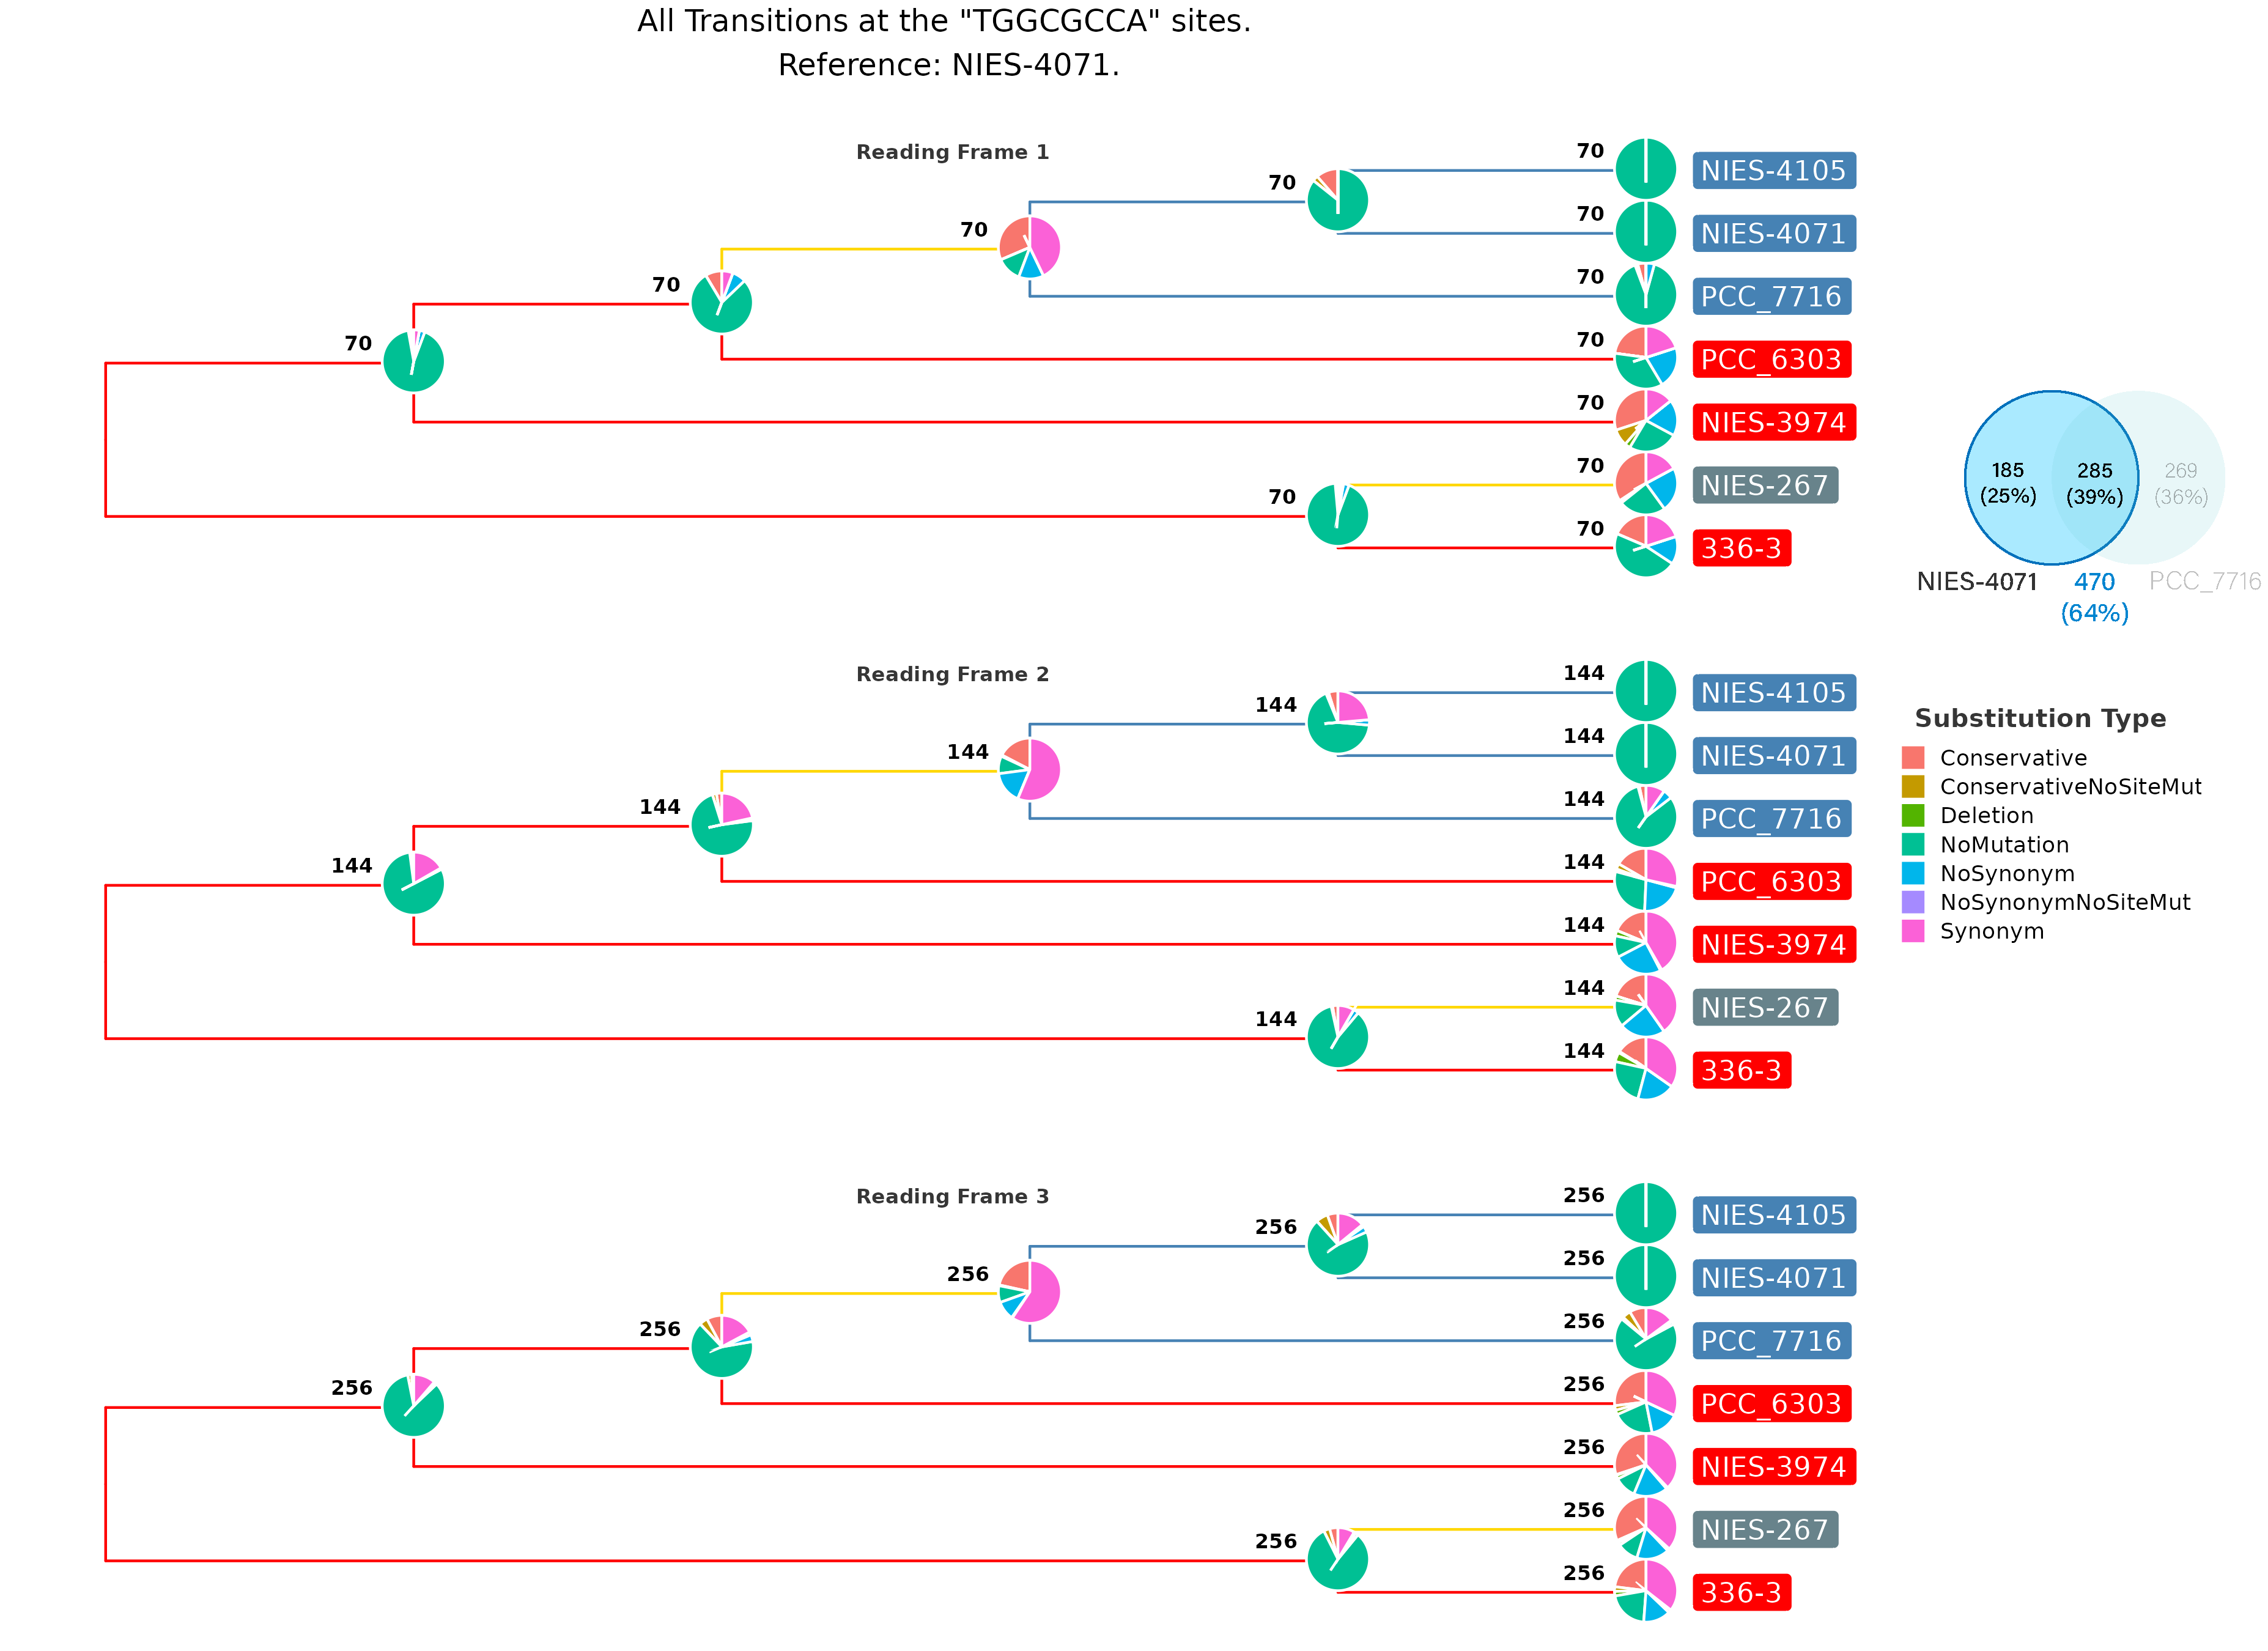 All Transitions at the "TGGCGCCA" sites.
Reference: NIES-4071.
Reading Frame 1
70
NIES-4105
70
70
NIES-4071
70
70
PCC_7716
70
70
PCC_6303
70
70
NIES-3974
70
NIES-267
70
70
336-3
185
(25%)
285
(39%)
269
(36%)
NIES-4071
470
(64%)
PCC_7716
Reading Frame 2
144
NIES-4105
144
144
NIES-4071
144
144
PCC_7716
144
144
PCC_6303
144
144
NIES-3974
144
NIES-267
144
144
336-3
Substitution Type
Conservative
ConservativeNoSiteMut
Deletion
NoMutation
NoSynonym
NoSynonymNoSiteMut
Synonym
Reading Frame 3
256
NIES-4105
256
256
NIES-4071
256
256
PCC_7716
256
256
PCC_6303
256
256
NIES-3974
256
NIES-267
256
256
336-3